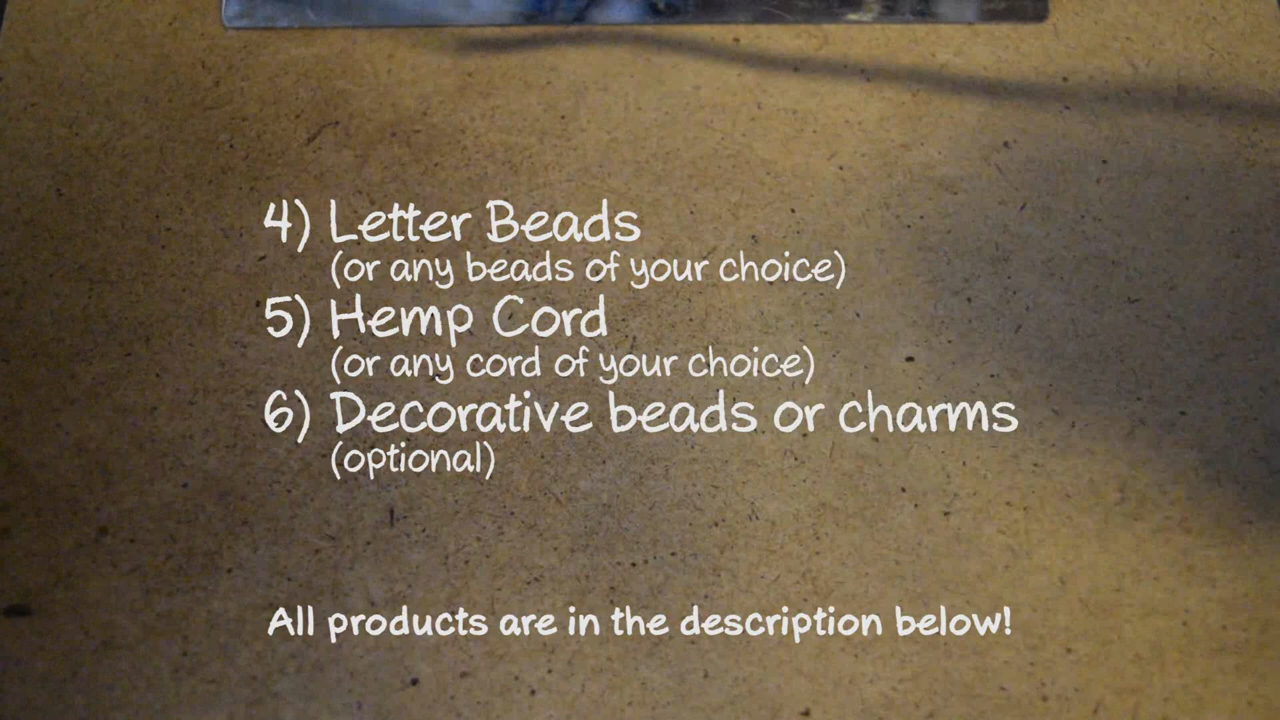 4) Letter Beads
(or any beads of your choice)
5) Hemp Cord
(or any cord of your choice)
6) Decorative beads or charms
(optional)
All products are in the description below!